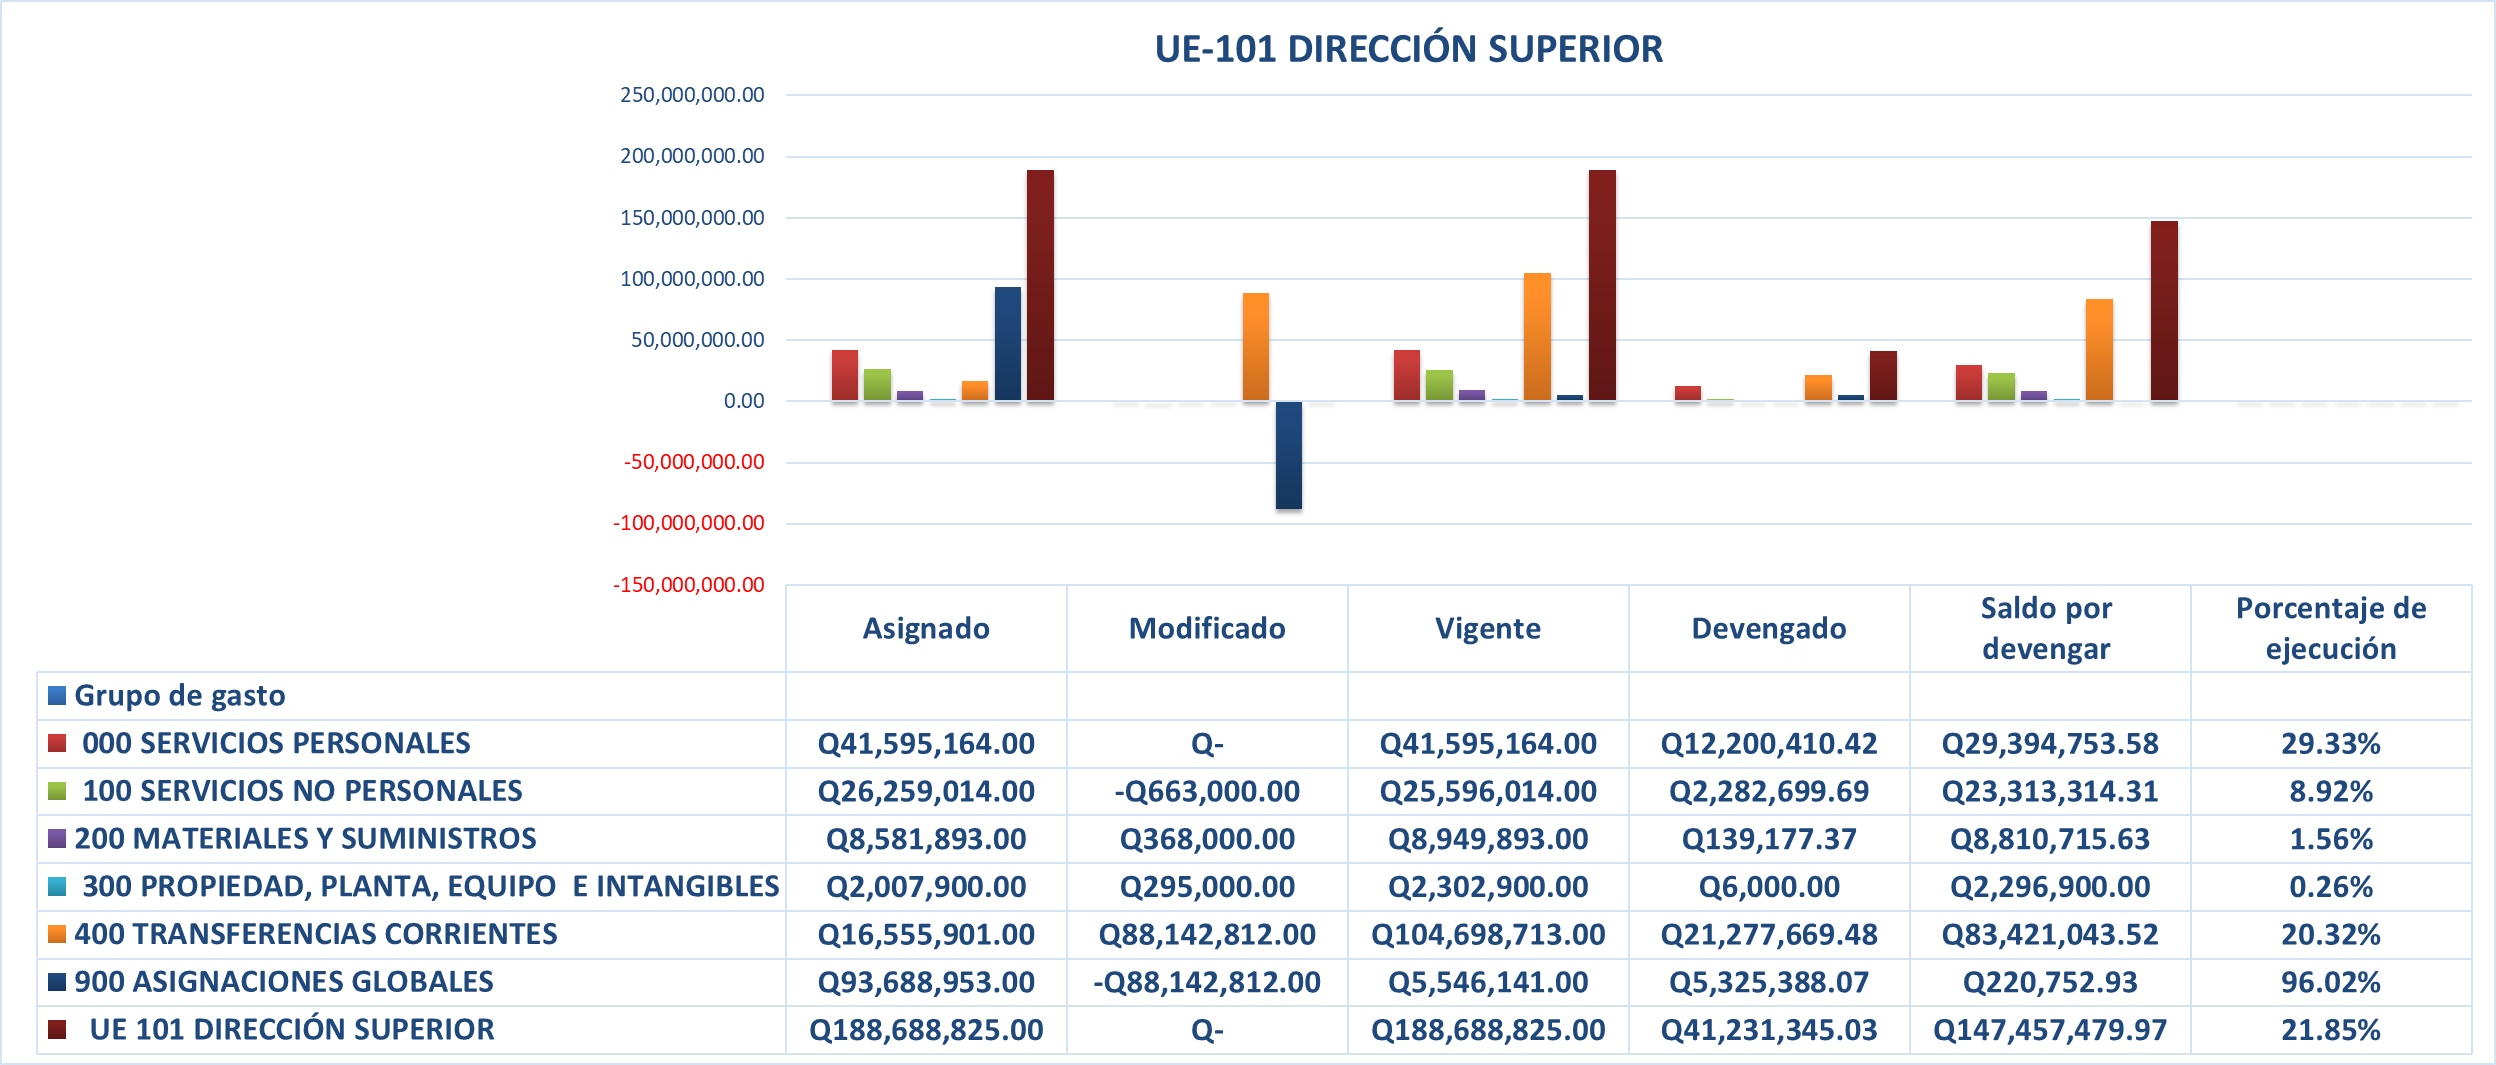 UE-101 DIRECCIÓN SUPERIOR
250,000,000.00
200,000,000.00
150,000,000.00
100,000,000.00
50,000,000.00
0.00
-50,000,000.00
-100,000,000.00
-150,000,000.00
Asignado Modificado Vigente Devengado Saldo por devengar Porcentaje de ejecución
Grupo de gasto
000 SERVICIOS PERSONALES Q41,595,164.00 Q- Q41,595,164.00 Q12,200,410.42 Q29,394,753.58 29.33%
100 SERVICIOS NO PERSONALES Q26,259,014.00 -Q663,000.00 Q25,596,014.00 Q2,282,699.69 Q23,313,314.31 8.92%
200 MATERIALES Y SUMINISTROS Q8,581,893.00 Q368,000.00 Q8,949,893.00 Q139,177.37 Q8,810,715.63 1.56%
300 PROPIEDAD, PLANTA, EQUIPO E INTANGIBLES Q2,007,900.00 Q295,000.00 Q2,302,900.00 Q6,000.00 Q2,296,900.00 0.26%
400 TRANSFERENCIAS CORRIENTES Q16,555,901.00 Q88,142,812.00 Q104,698,713.00 Q21,277,669.48 Q83,421,043.52 20.32%
900 ASIGNACIONES GLOBALES Q93,688,953.00 -Q88,142,812.00 Q5,546,141.00 Q5,325,388.07 Q220,752.93 96.02%
UE 101 DIRECCIÓN SUPERIOR Q188,688,825.00 Q- Q188,688,825.00 Q41,231,345.03 Q147,457,479.97 21.85%